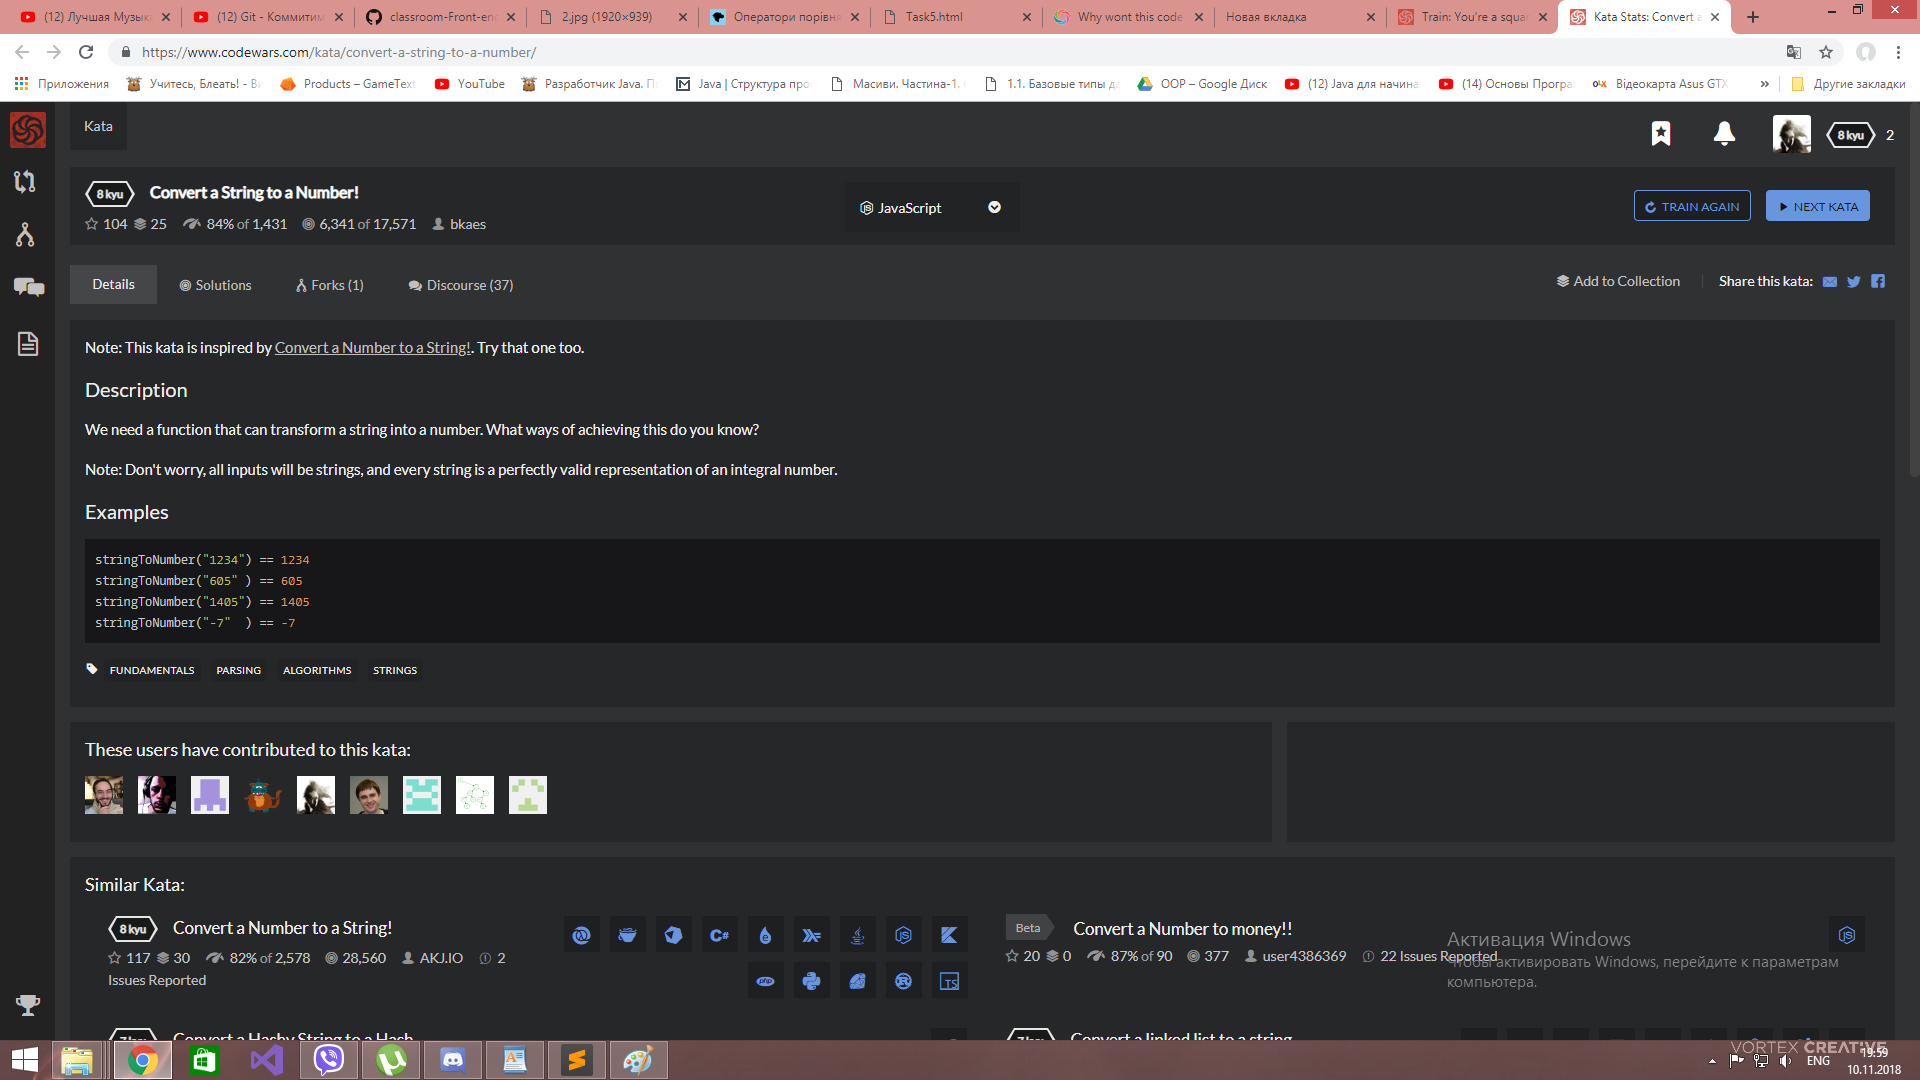 (12) Лучшая Музык
(12) Git - Коммитим
classroom-Front-en
2.jpg (1920×939)
Оператори порівня
Task5.html
Why wont this code
Новая вкладка
Train: You're a squar
Kata Stats: Convert a
https://www.codewars.com/kata/convert-a-string-to-a-number/
Приложения
Учитесь, Блеать! - Ви
Products – GameText
YouTube
Разработчик Java. П
Java | Структура про
Масиви. Частина-1.
1.1. Базовые типы да
OOP – Google Диск
(12) Java для начина
(14) Основы Програ
Відеокарта Asus GTX
»
Другие закладки
Kata
8 kyu
2
8 kyu
Convert a String to a Number!
104 25 84% of 1,431 6,341 of 17,571 bkaes
JavaScript
TRAIN AGAIN
NEXT KATA
Details
Solutions
Forks (1)
Discourse (37)
Add to Collection
Share this kata:
Note: This kata is inspired by Convert a Number to a String!. Try that one too.
Description
We need a function that can transform a string into a number. What ways of achieving this do you know?
Note: Don't worry, all inputs will be strings, and every string is a perfectly valid representation of an integral number.
Examples
stringToNumber("1234") == 1234
stringToNumber("605" ) == 605
stringToNumber("1405") == 1405
stringToNumber("-7"  ) == -7
FUNDAMENTALS PARSING ALGORITHMS STRINGS
These users have contributed to this kata:
Similar Kata:
8 kyu
Convert a Number to a String!
117 30 82% of 2,578 28,560 AKJ.IO 2
Issues Reported
C#
php
TS
Beta
Convert a Number to money!!
20 0 87% of 90 377 user4386369 22 Issues Reported
Активация Windows
Чтобы активировать Windows, перейдите к параметрам
компьютера.
Convert a Hashy String to a Hash
Convert a linked list to a string
VORTEX CREATIVE
ENG
19:59
10.11.2018